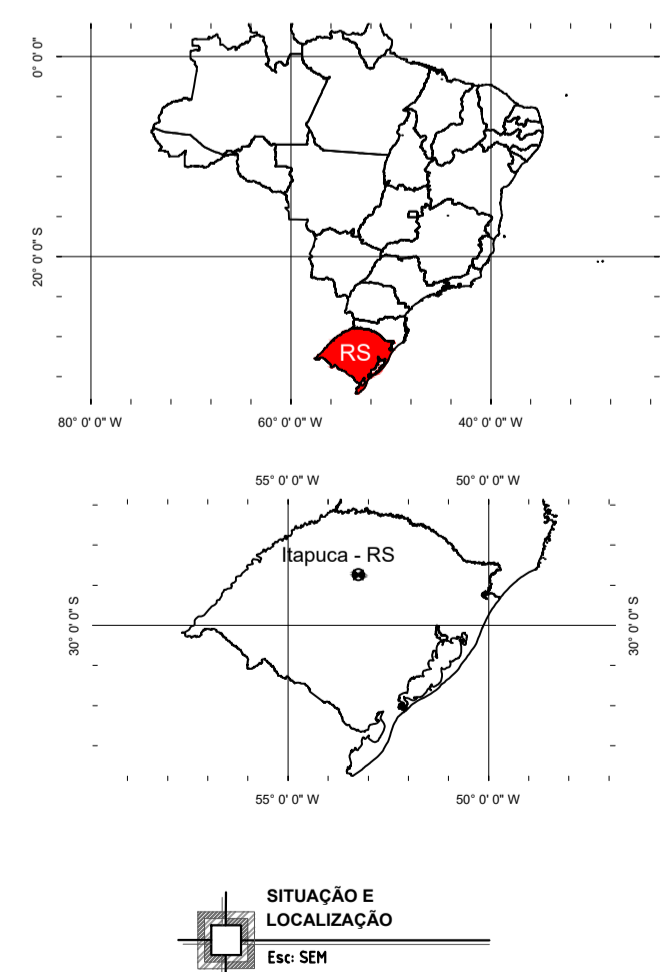 0° 0' 0"
20° 0' 0" S
RS
80° 0' 0" W
60° 0' 0" W
40° 0' 0" W
55° 0' 0" W
50° 0' 0" W
Itapuca - RS
30° 0' 0" S
30° 0' 0" S
55° 0' 0" W
50° 0' 0" W
SITUAÇÃO E
LOCALIZAÇÃO
Esc: SEM